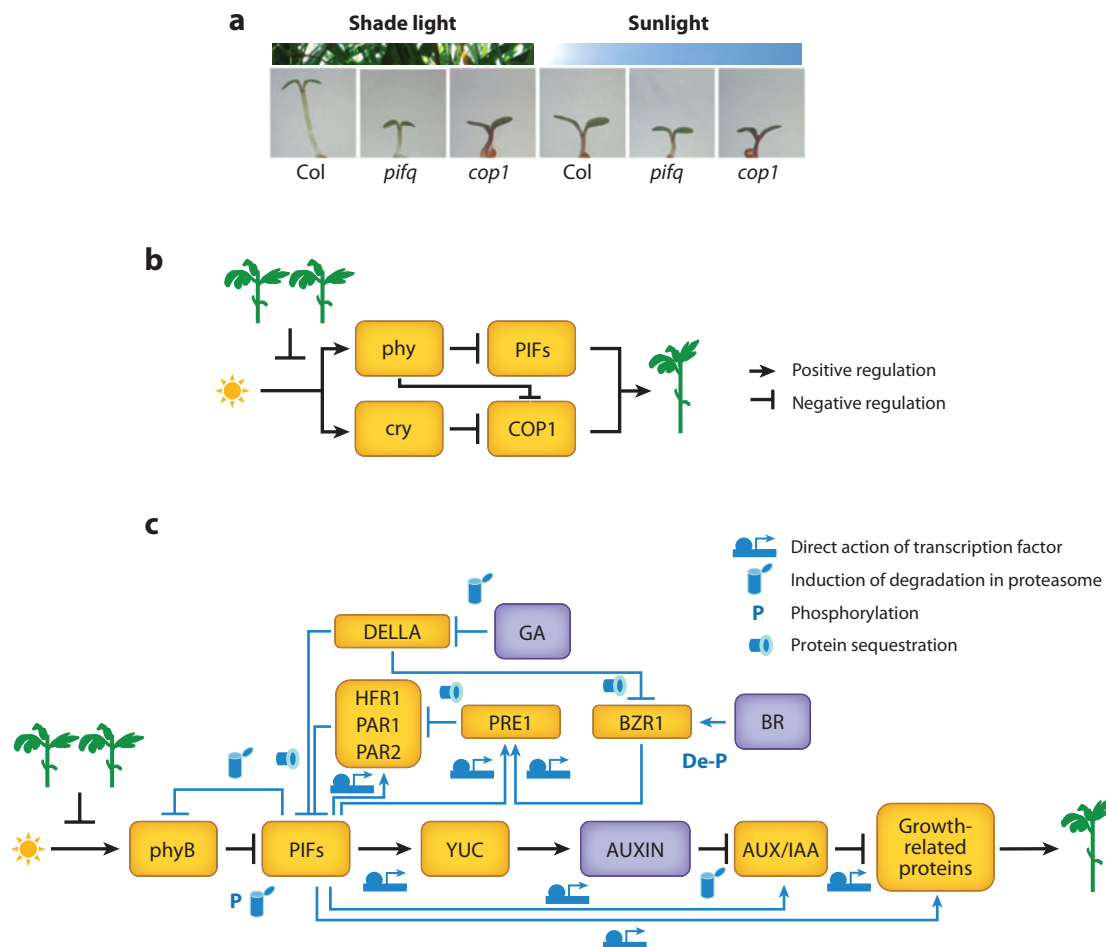 a
Shade light
Sunlight
Col
pifq
cop1
Col
pifq
cop1
b
phy
PIFs
cry
COP1
Positive regulation
Negative regulation
c
Direct action of transcription factor
Induction of degradation in proteasome
P Phosphorylation
Protein sequestration
DELLA
GA
HFR1
PAR1
PAR2
PRE1
BZR1
BR
De-P
phyB
PIFs
YUC
AUXIN
AUX/IAA
Growth-
related
proteins
P